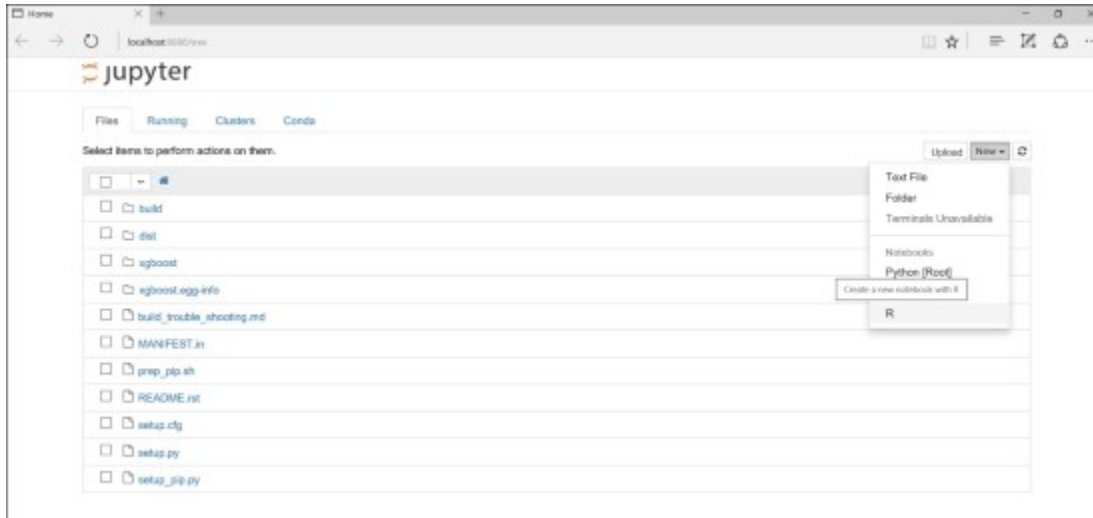 Home
localhost:8888/tree
jupyter
Files Running Clusters Conda
Select items to perform actions on them.
Upload New
Text File
Folder
Terminals Unavailable
Notebooks
Python [Root]
Create a new notebook with R
R
build
dist
xgboost
xgboost.egg-info
build_trouble_shooting.md
MANIFEST.in
prep_pip.sh
README.rst
setup.cfg
setup.py
setup_pip.py